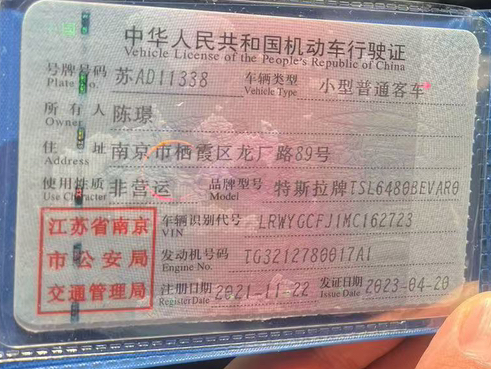 中华人民共和国机动车行驶证
Vehicle License of the People's Republic of China
号牌号码 苏AD11338 车辆类型 小型普通客车
Plate No. Vehicle Type
所有人 陈璟
Owner
住址 南京市栖霞区龙厂路89号
Address
使用性质 非营运 品牌型号 特斯拉牌TSL6480BEVAR0
Use Character Model
江苏省南京
市公安局
交通管理局
车辆识别代号 LRWYGCFJ1MC162723
VIN
发动机号码 TG3212780017A1
Engine No.
注册日期 2021-11-22 发证日期 2023-04-20
Register Date Issue Date